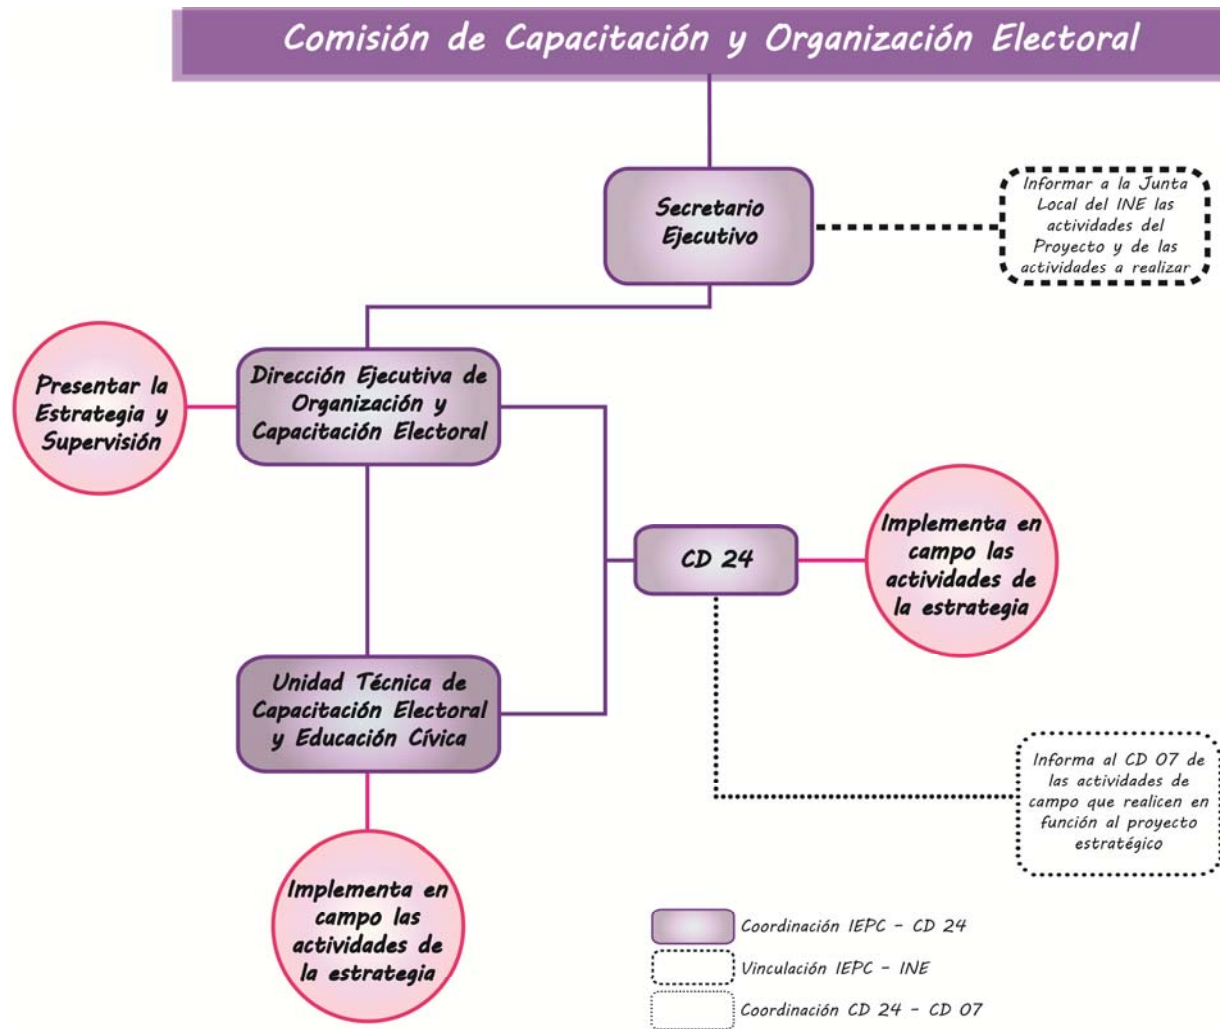 Comisión de Capacitación y Organización Electoral
Secretario
Ejecutivo
Informar a la Junta
Local del INE las
actividades del
Proyecto y de las
actividades a realizar
Presentar la
Estrategia y
Supervisión
Dirección Ejecutiva de
Organización y
Capacitación Electoral
CD 24
Implementa en
campo las
actividades de
la estrategia
Unidad Técnica de
Capacitación Electoral
y Educación Cívica
Informa al CD 07 de
las actividades de
campo que realicen en
función al proyecto
estratégico
Implementa en
campo las
actividades de
la estrategia
Coordinación IEPC - CD 24
Vinculación IEPC - INE
Coordinación CD 24 - CD 07